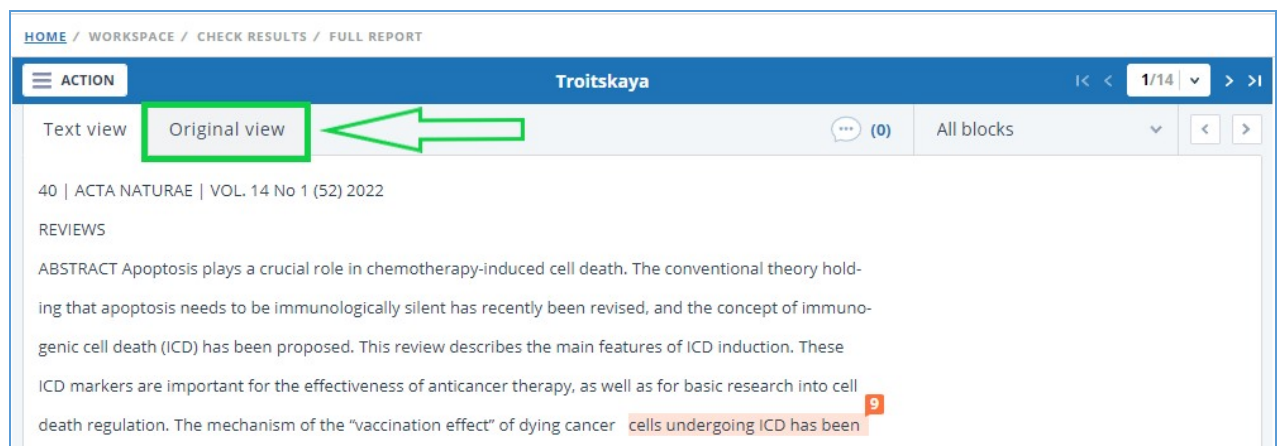 HOME / WORKSPACE / CHECK RESULTS / FULL REPORT
ACTION Troitskaya 1/14
Text view Original view (0) All blocks
40 | ACTA NATURAE | VOL. 14 No 1 (52) 2022
REVIEWS
ABSTRACT Apoptosis plays a crucial role in chemotherapy-induced cell death. The conventional theory hold-
ing that apoptosis needs to be immunologically silent has recently been revised, and the concept of immuno-
genic cell death (ICD) has been proposed. This review describes the main features of ICD induction. These
ICD markers are important for the effectiveness of anticancer therapy, as well as for basic research into cell
9
death regulation. The mechanism of the “vaccination effect” of dying cancer cells undergoing ICD has been